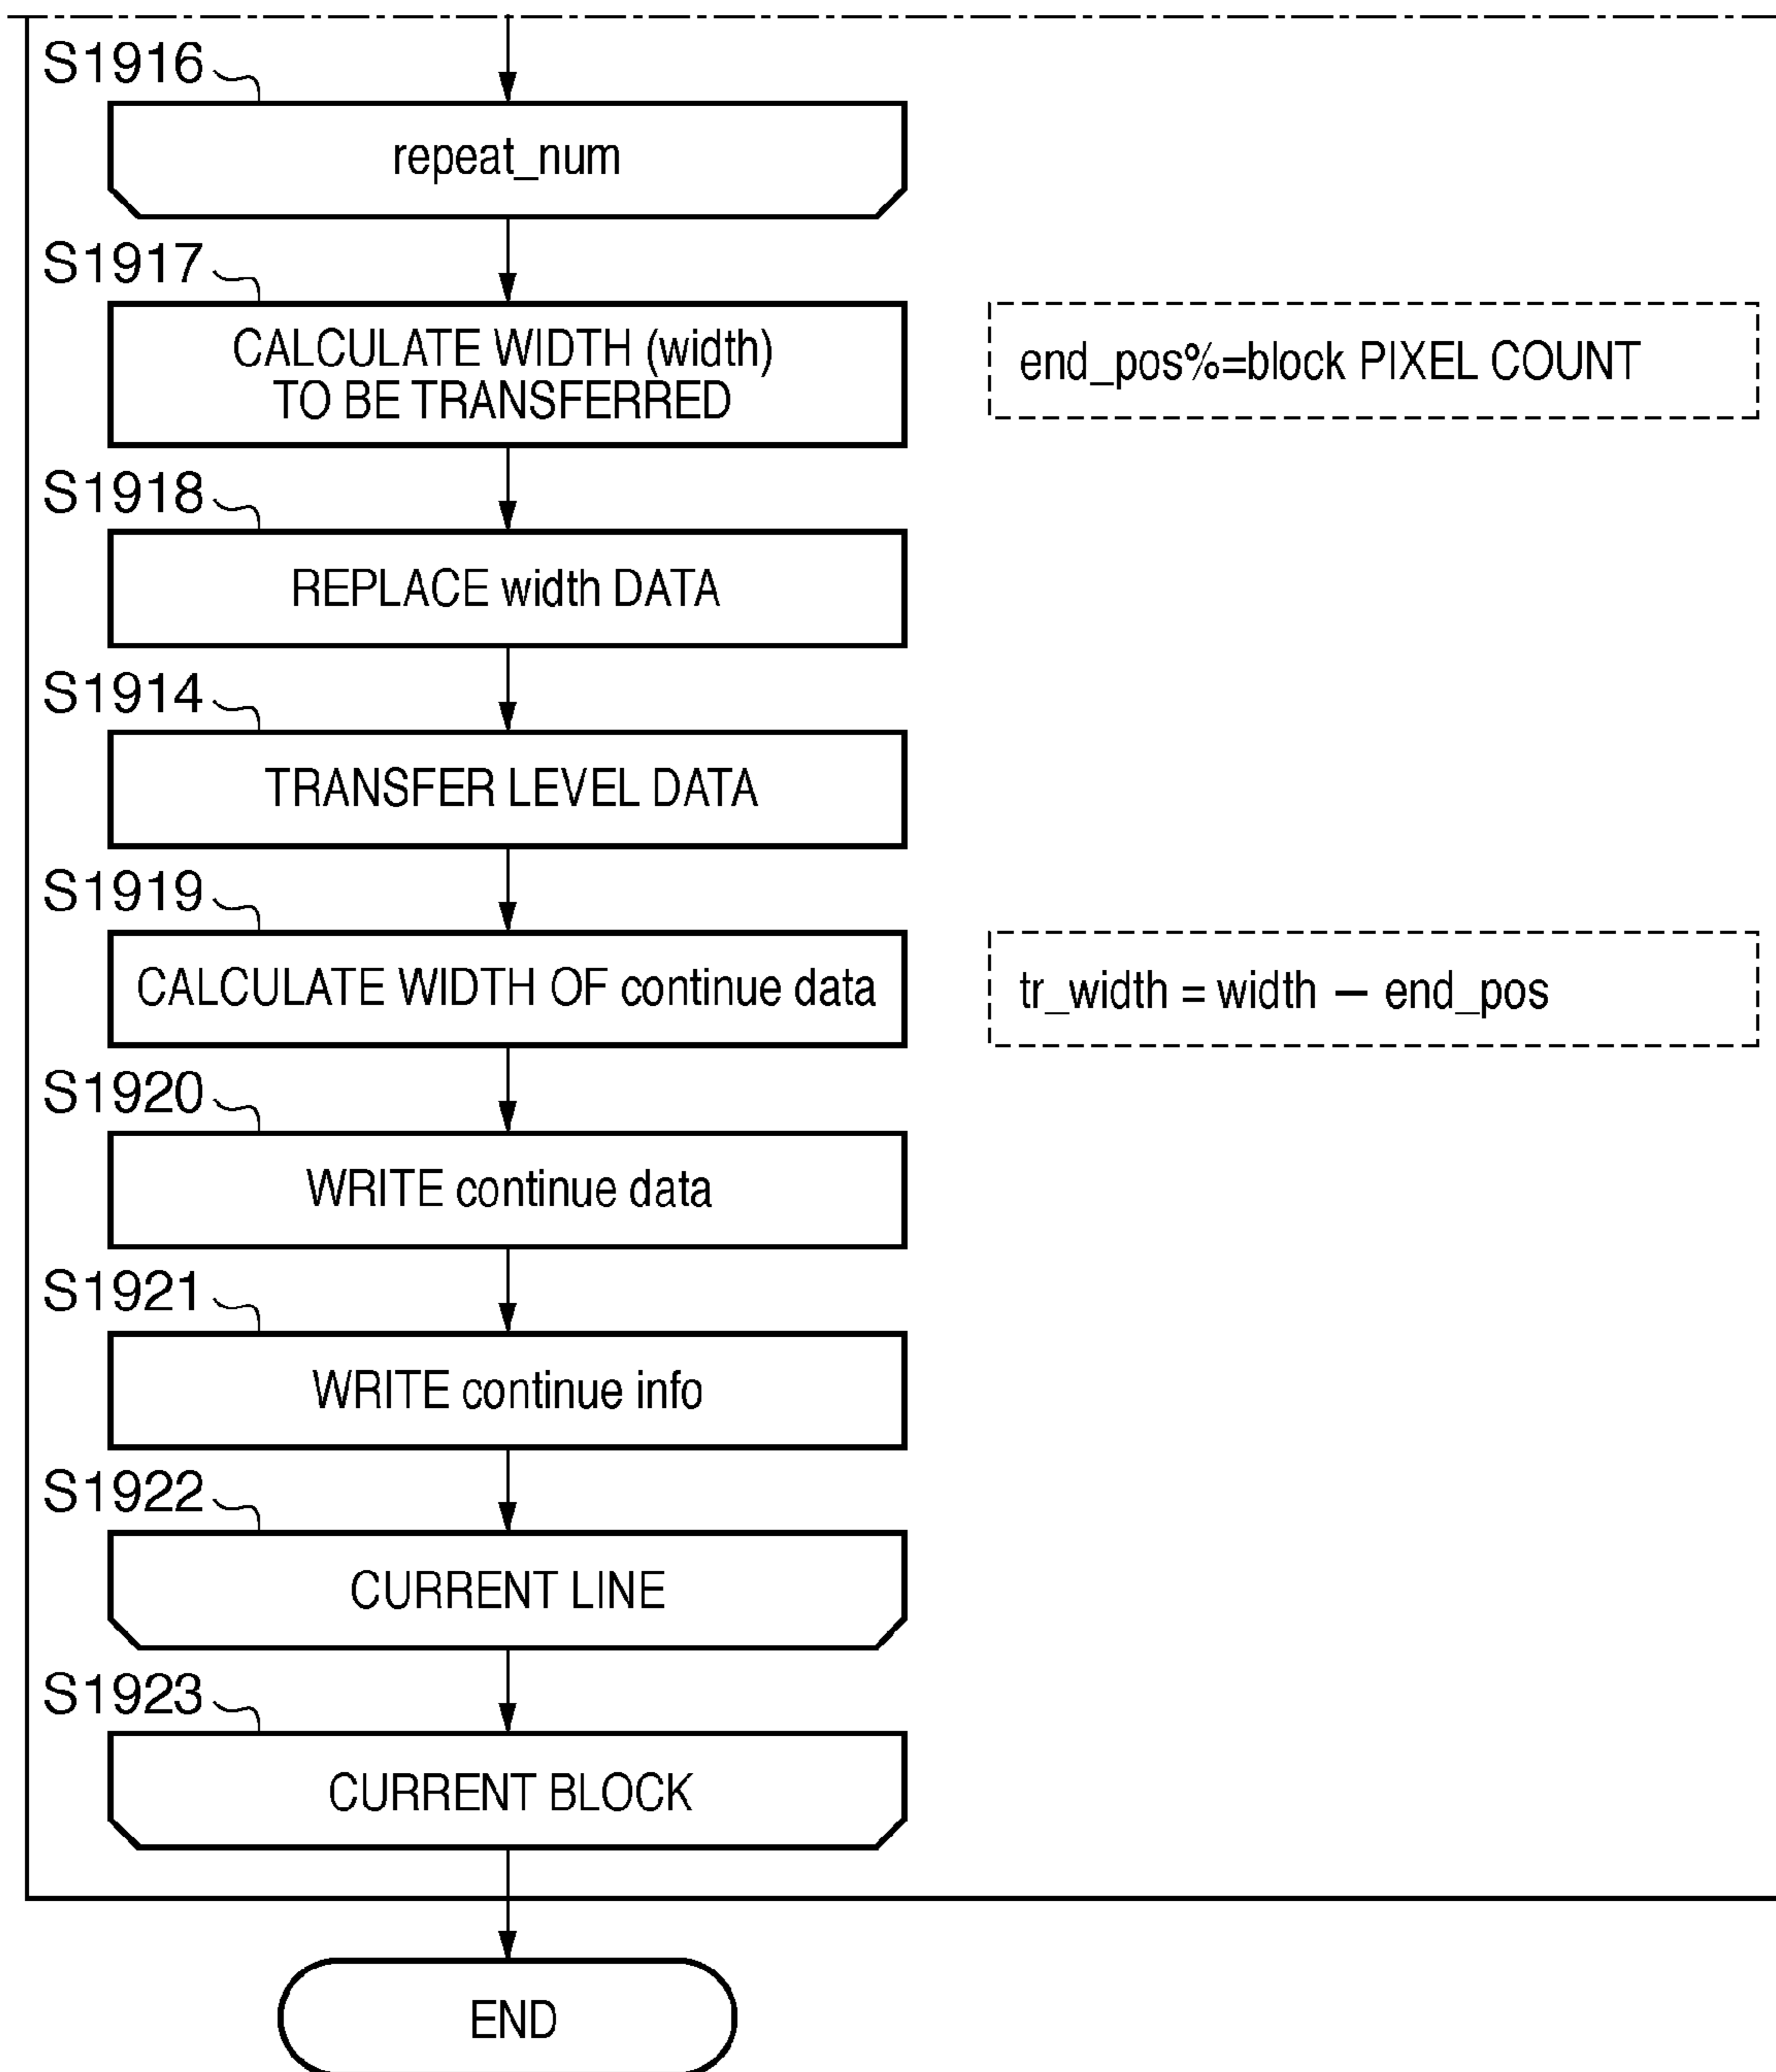 S1916
repeat_num
S1917
CALCULATE WIDTH (width)
TO BE TRANSFERRED
end_pos%=block PIXEL COUNT
S1918
REPLACE width DATA
S1914
TRANSFER LEVEL DATA
S1919
CALCULATE WIDTH OF continue data
tr_width = width — end_pos
S1920
WRITE continue data
S1921
WRITE continue info
S1922
CURRENT LINE
S1923
CURRENT BLOCK
END